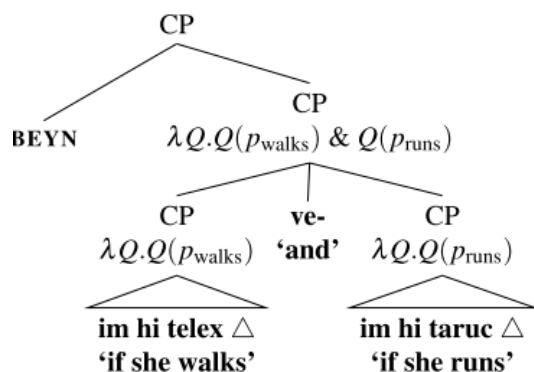 CP
CP
BEYN
λQ.Q(p_walks) & Q(p_runs)
CP ve- CP
λQ.Q(p_walks) ‘and’ λQ.Q(p_runs)
im hi telex △ im hi taruc △
‘if she walks’ ‘if she runs’